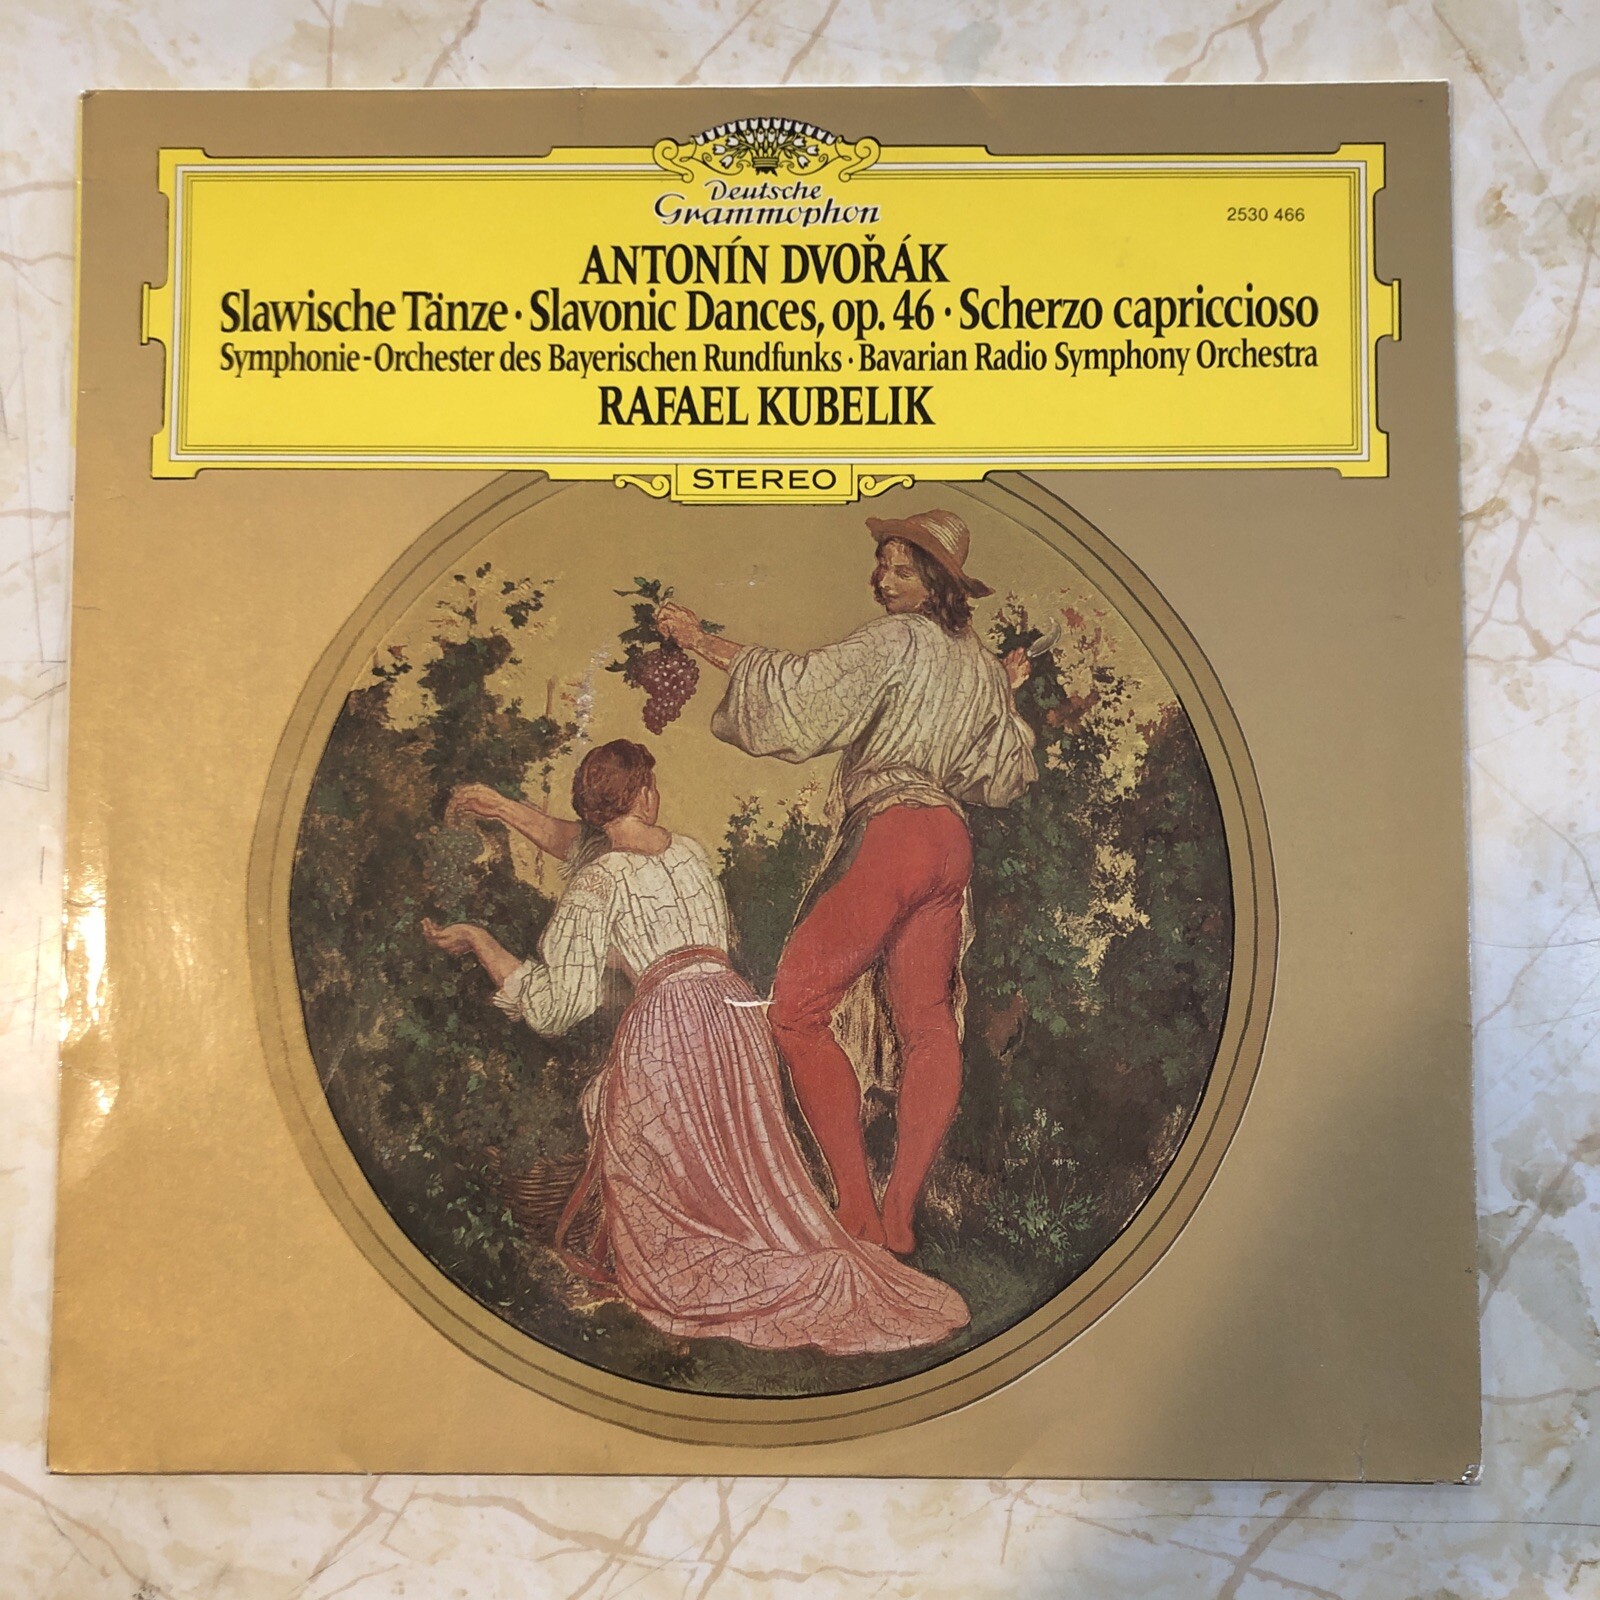 Deutsche
Grammophon
2530 466
ANTONÍN DVOŘÁK
Slawische Tänze · Slavonic Dances, op. 46 · Scherzo capriccioso
Symphonie-Orchester des Bayerischen Rundfunks · Bavarian Radio Symphony Orchestra
RAFAEL KUBELIK
STEREO